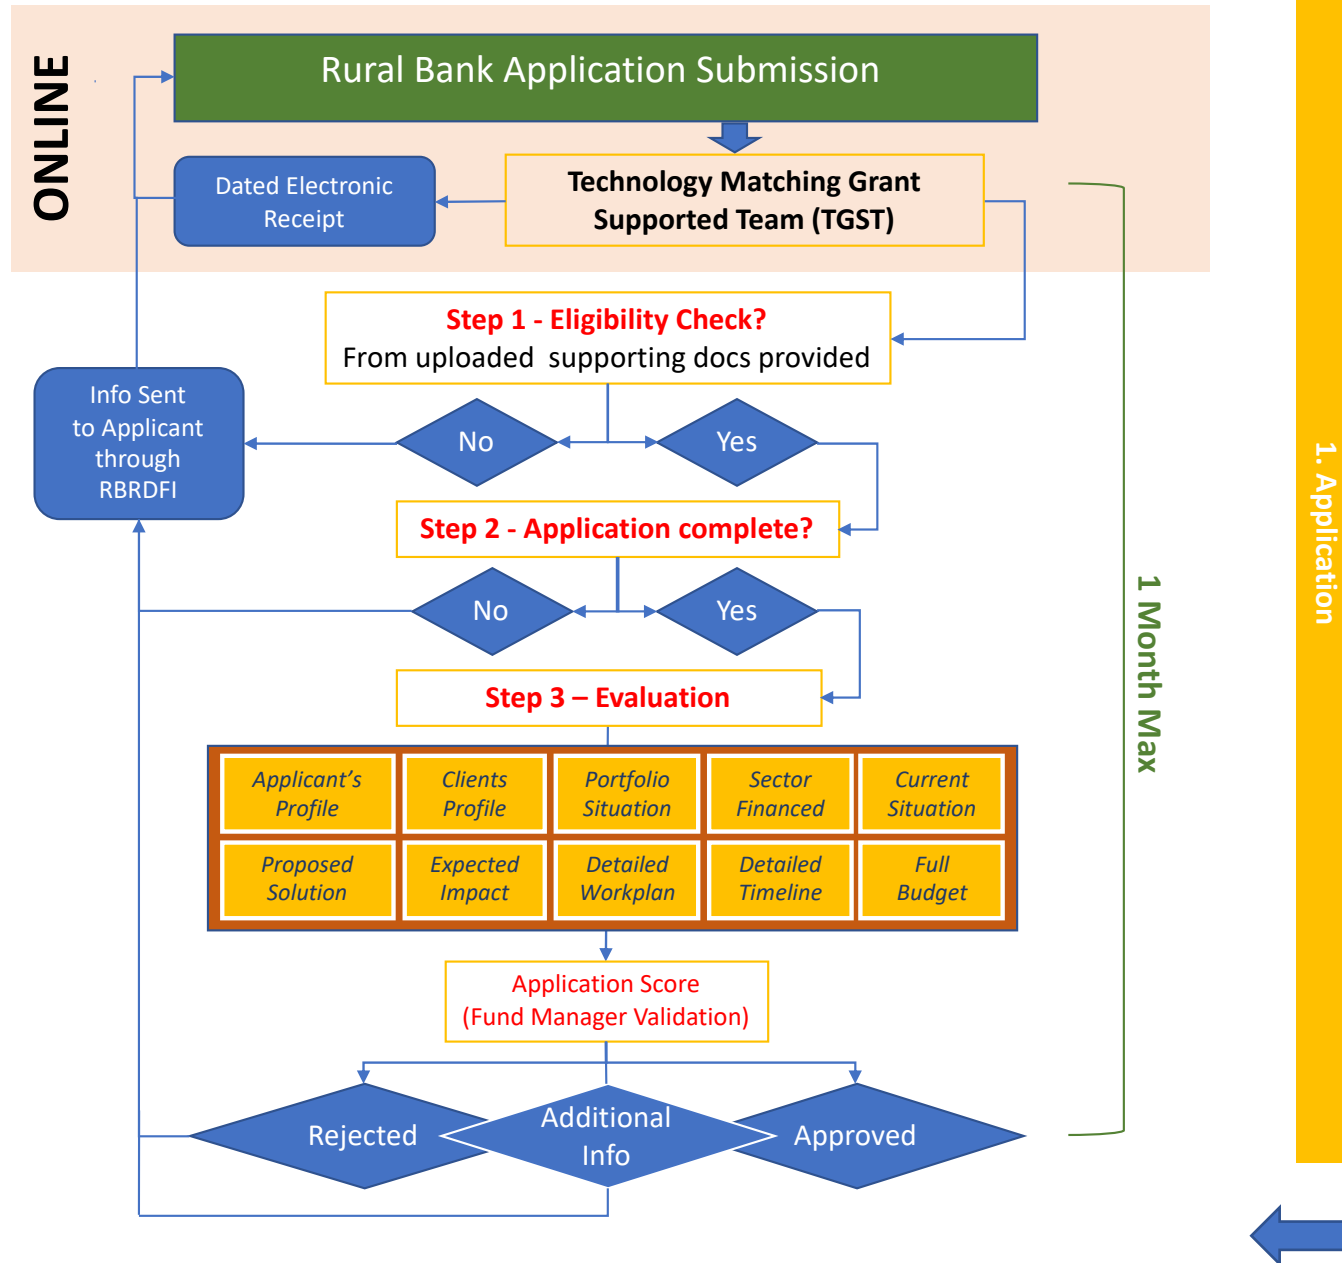 ONLINE
Rural Bank Application Submission
Dated Electronic
Receipt
Technology Matching Grant
Supported Team (TGST)
Step 1 - Eligibility Check?
From uploaded supporting docs provided
Info Sent
to Applicant
through
RBRDFI
No
Yes
Step 2 - Application complete?
No
Yes
Step 3 – Evaluation
Applicant's
Profile
Clients
Profile
Portfolio
Situation
Sector
Financed
Current
Situation
Proposed
Solution
Expected
Impact
Detailed
Workplan
Detailed
Timeline
Full
Budget
Application Score
(Fund Manager Validation)
Rejected
Additional
Info
Approved
1 Month Max
1. Application